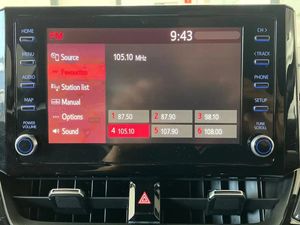 FM
9:43
HOME
MENU
AUDIO
MAP
POWER
VOLUME
Source
Favourites
Station list
Manual
Options
Sound
105.10 MHz
1 87.50
2 87.90
3 98.10
4 105.10
5 107.90
6 108.00
CH
TRACK
PHONE
SETUP
TUNE
SCROLL